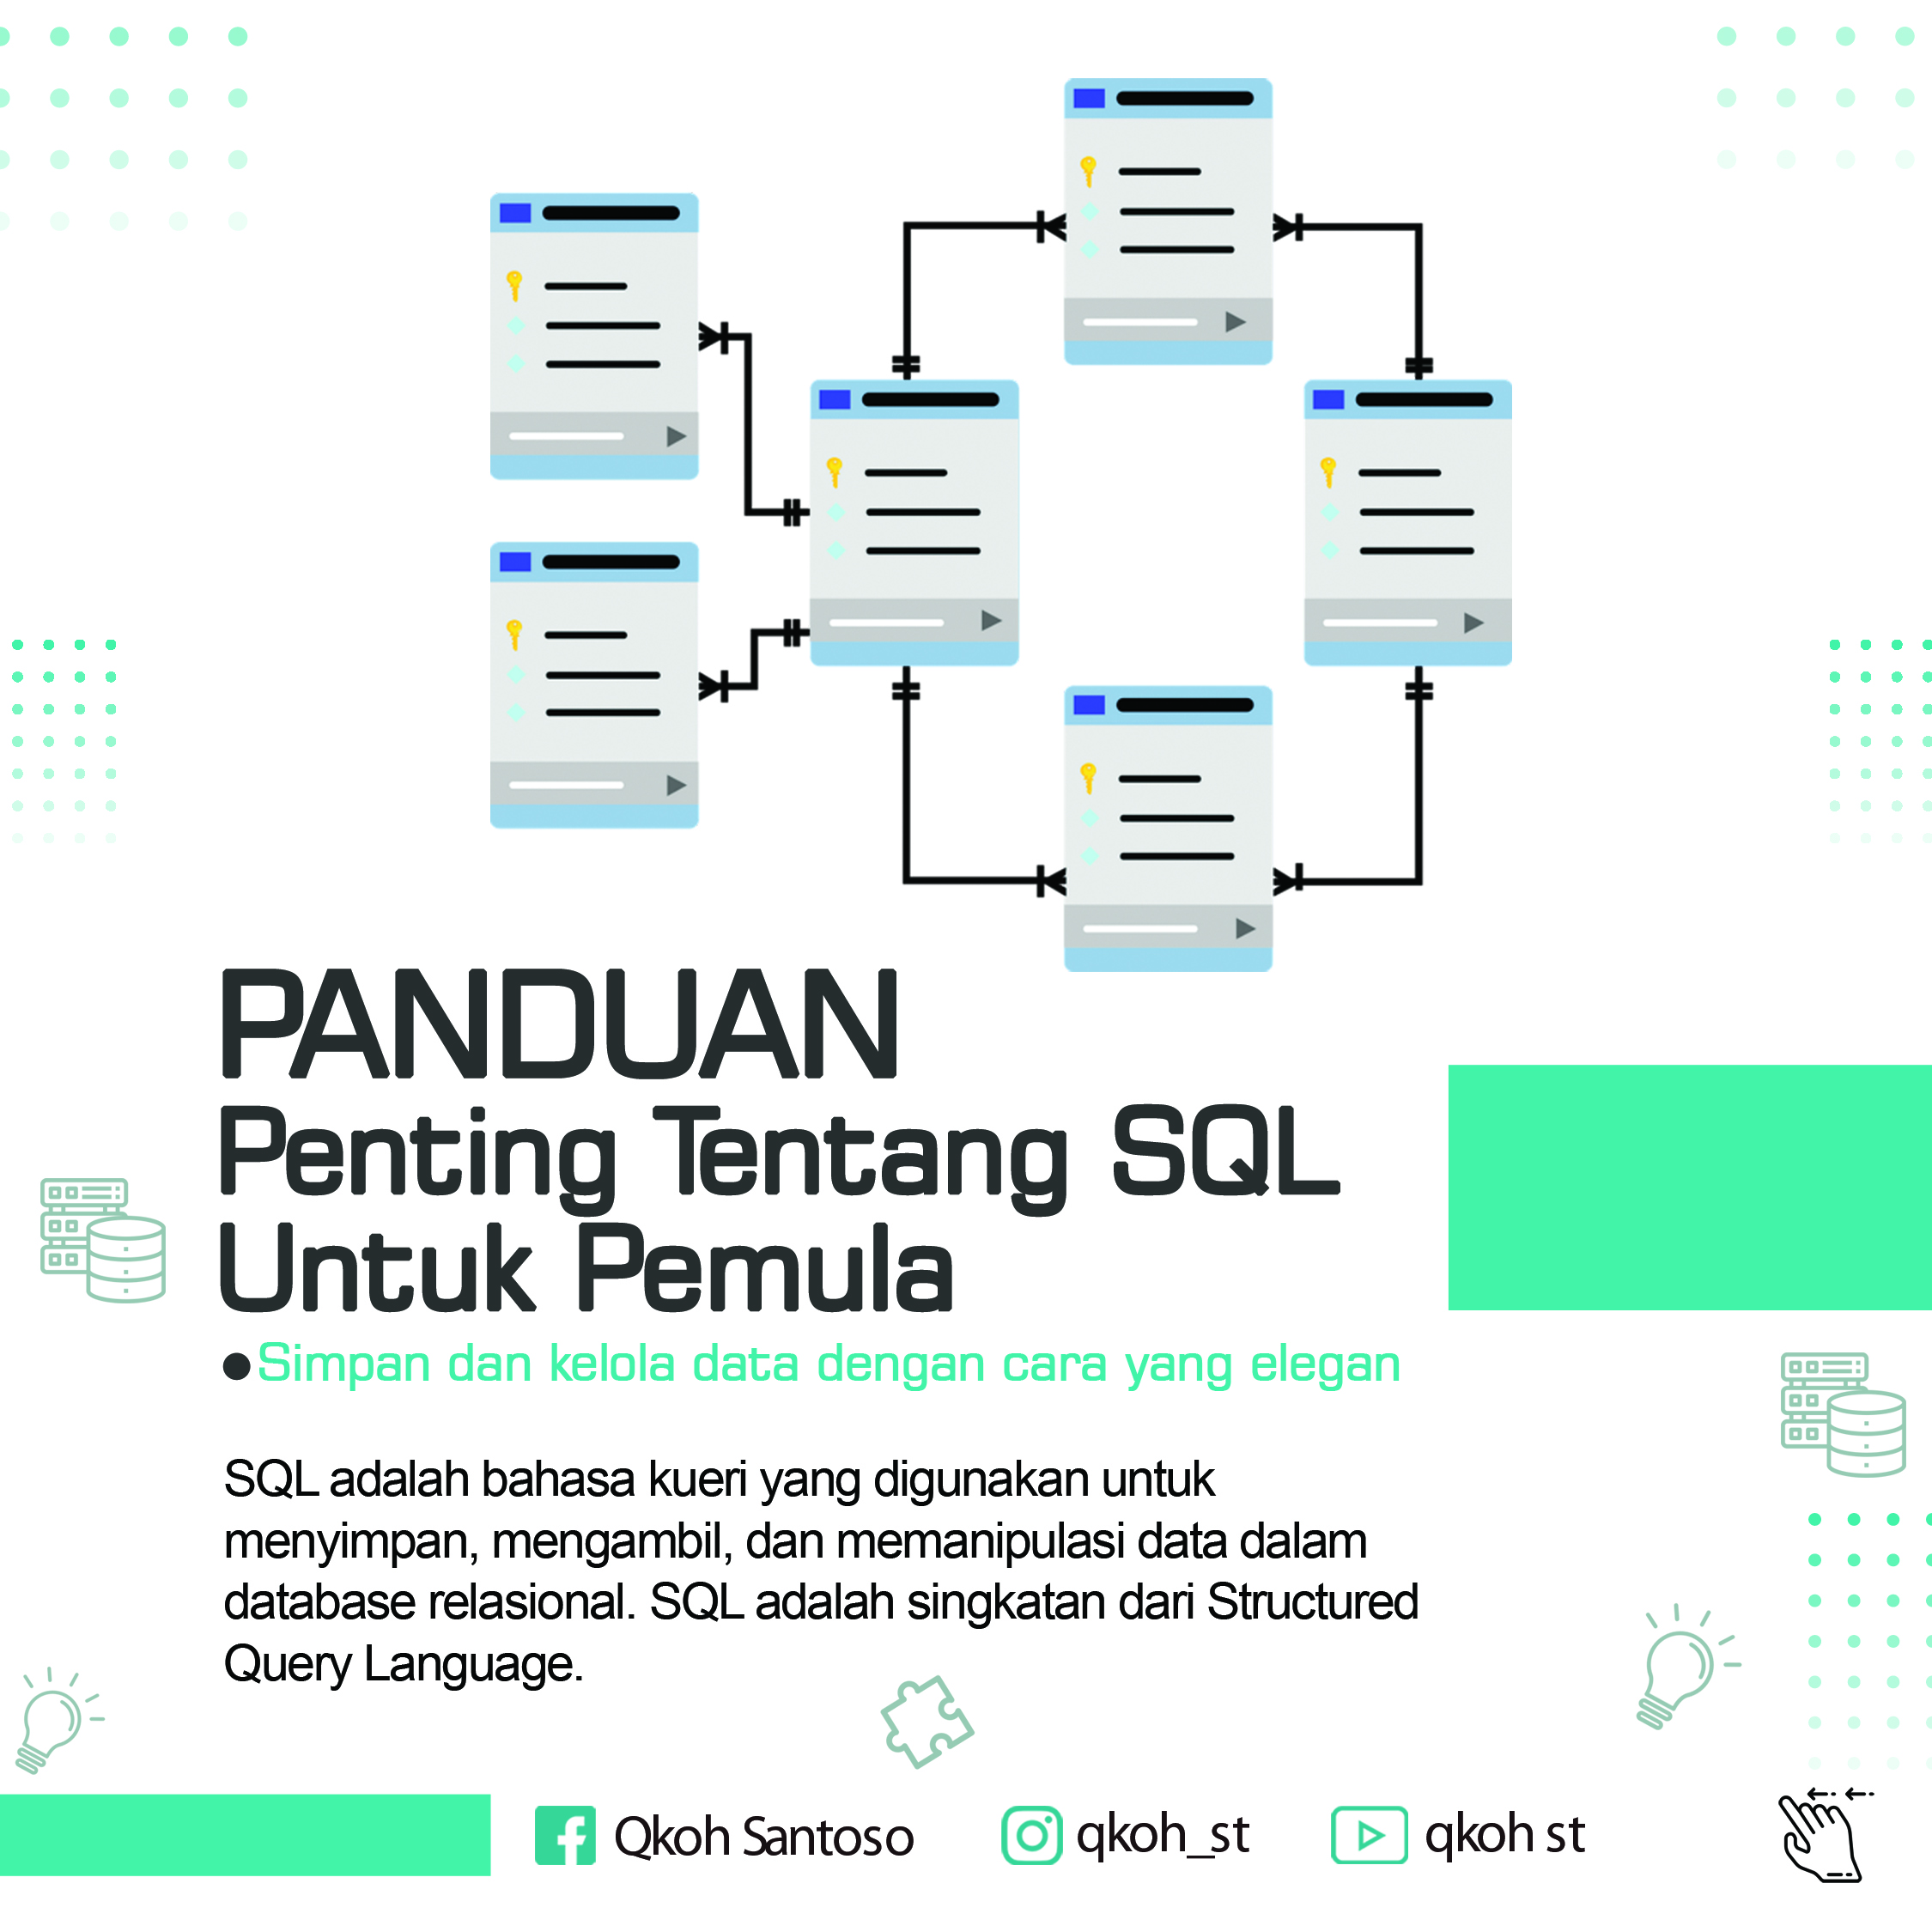 PANDUAN
Penting Tentang SQL
Untuk Pemula
Simpan dan kelola data dengan cara yang elegan
SQL adalah bahasa kueri yang digunakan untuk
menyimpan, mengambil, dan memanipulasi data dalam
database relasional. SQL adalah singkatan dari Structured
Query Language.
Qkoh Santoso
qkoh_st
qkoh st